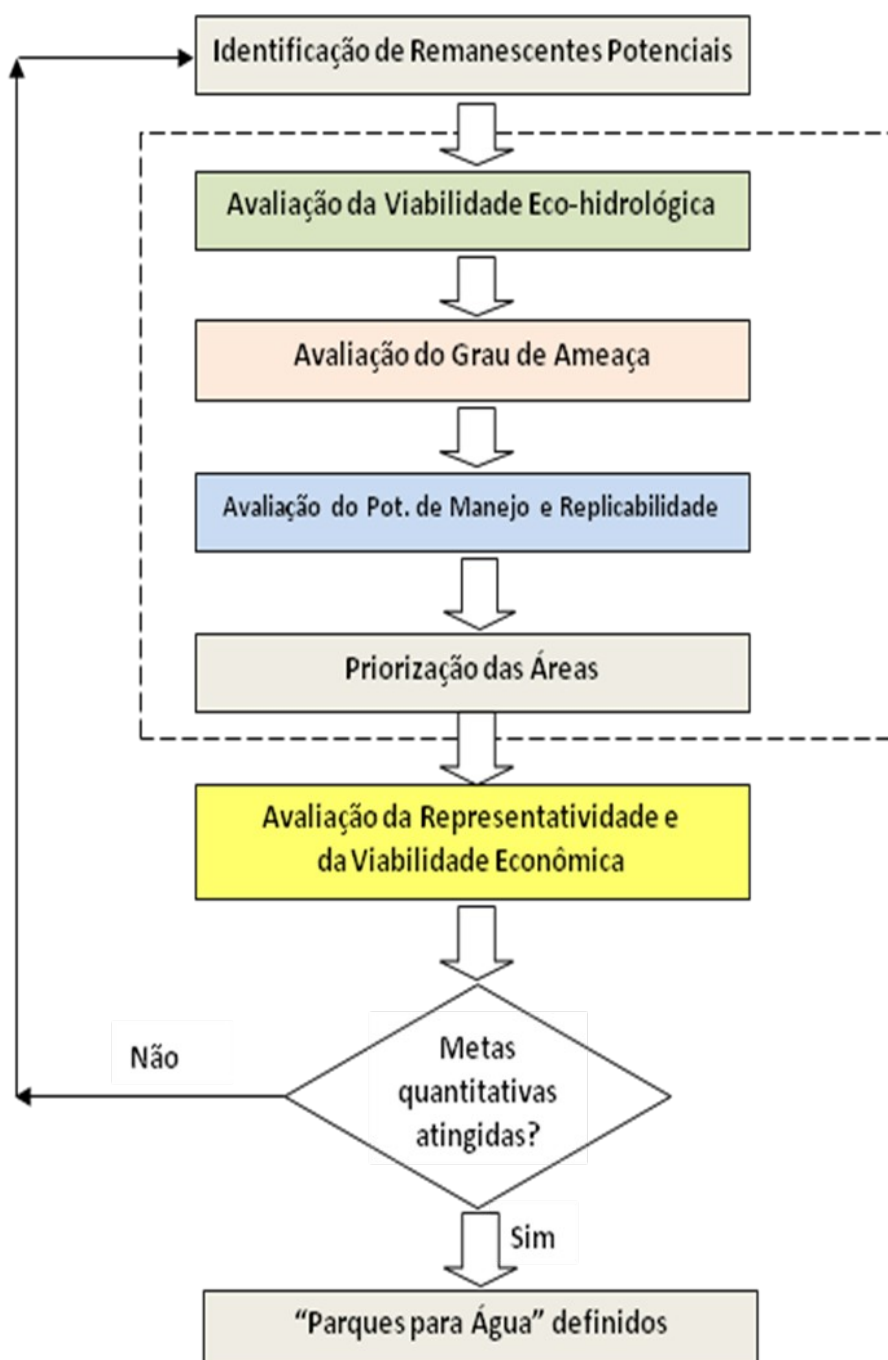 Identificação de Remanescentes Potenciais
Avaliação da Viabilidade Eco-hidrológica
Avaliação do Grau de Ameaça
Avaliação do Pot. de Manejo e Replicabilidade
Priorização das Áreas
Avaliação da Representatividade e
da Viabilidade Econômica
Metas
quantitativas
atingidas?
Não
Sim
“Parques para Água” definidos